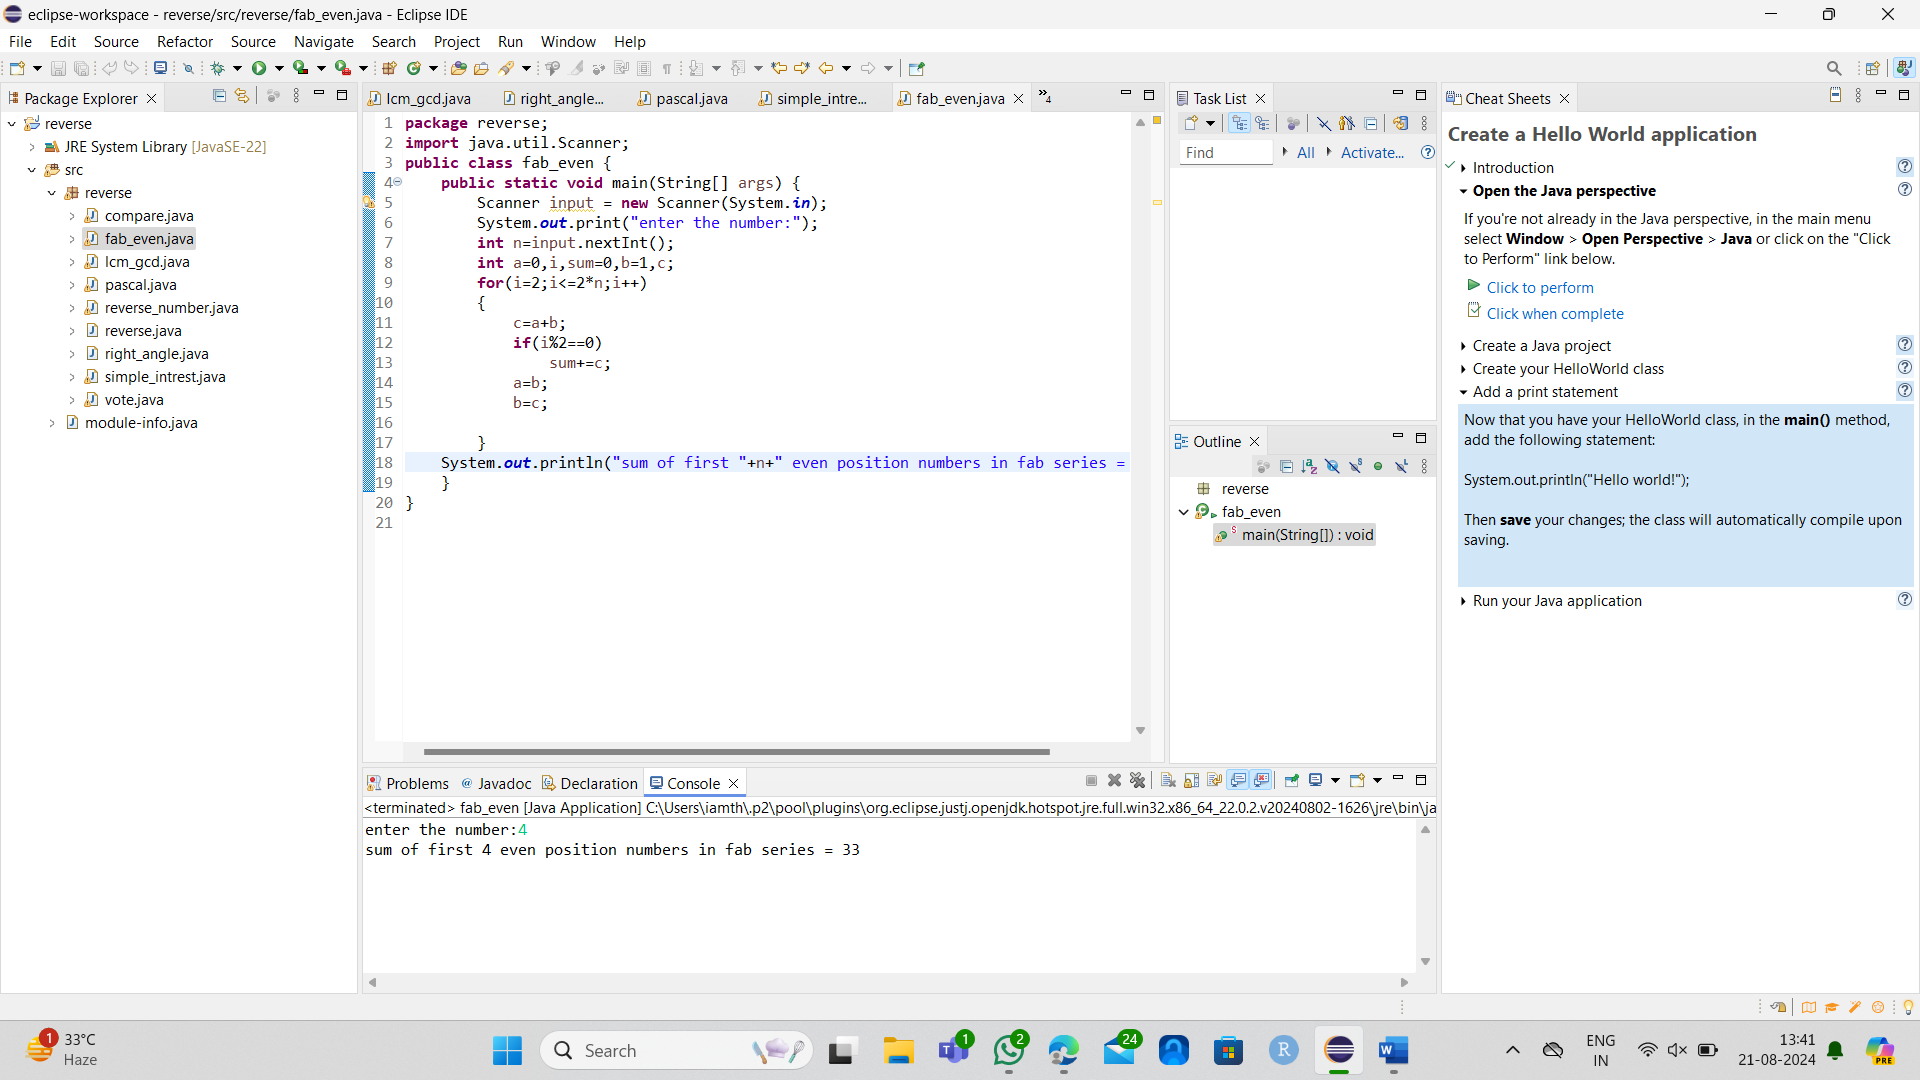 eclipse-workspace - reverse/src/reverse/fab_even.java - Eclipse IDE
File Edit Source Refactor Source Navigate Search Project Run Window Help
Package Explorer
reverse
JRE System Library [JavaSE-22]
src
reverse
compare.java
fab_even.java
lcm_gcd.java
pascal.java
reverse_number.java
reverse.java
right_angle.java
simple_intrest.java
vote.java
module-info.java
lcm_gcd.java right_angle... pascal.java simple_intre... fab_even.java »4
1 package reverse;
2 import java.util.Scanner;
3 public class fab_even {
4 public static void main(String[] args) {
5 Scanner input = new Scanner(System.in);
6 System.out.print("enter the number:");
7 int n=input.nextInt();
8 int a=0,i,sum=0,b=1,c;
9 for(i=2;i<=2*n;i++)
10 {
11 c=a+b;
12 if(i%2==0)
13 sum+=c;
14 a=b;
15 b=c;
16
17 }
18 System.out.println("sum of first "+n+" even position numbers in fab series =
19 }
20 }
21
Task List
Find All Activate...
Outline
reverse
fab_even
main(String[]) : void
Cheat Sheets
Create a Hello World application
Introduction
Open the Java perspective
If you're not already in the Java perspective, in the main menu
select Window > Open Perspective > Java or click on the "Click
to Perform" link below.
Click to perform
Click when complete
Create a Java project
Create your HelloWorld class
Add a print statement
Now that you have your HelloWorld class, in the main() method,
add the following statement:
System.out.println("Hello world!");
Then save your changes; the class will automatically compile upon
saving.
Run your Java application
Problems Javadoc Declaration Console
<terminated> fab_even [Java Application] C:\Users\iamth\.p2\pool\plugins\org.eclipse.justj.openjdk.hotspot.jre.full.win32.x86_64_22.0.2.v20240802-1626\jre\bin\ja
enter the number:4
sum of first 4 even position numbers in fab series = 33
1
33°C
Haze
Search
1
2
24
R
ENG
IN
13:41
21-08-2024
PRE